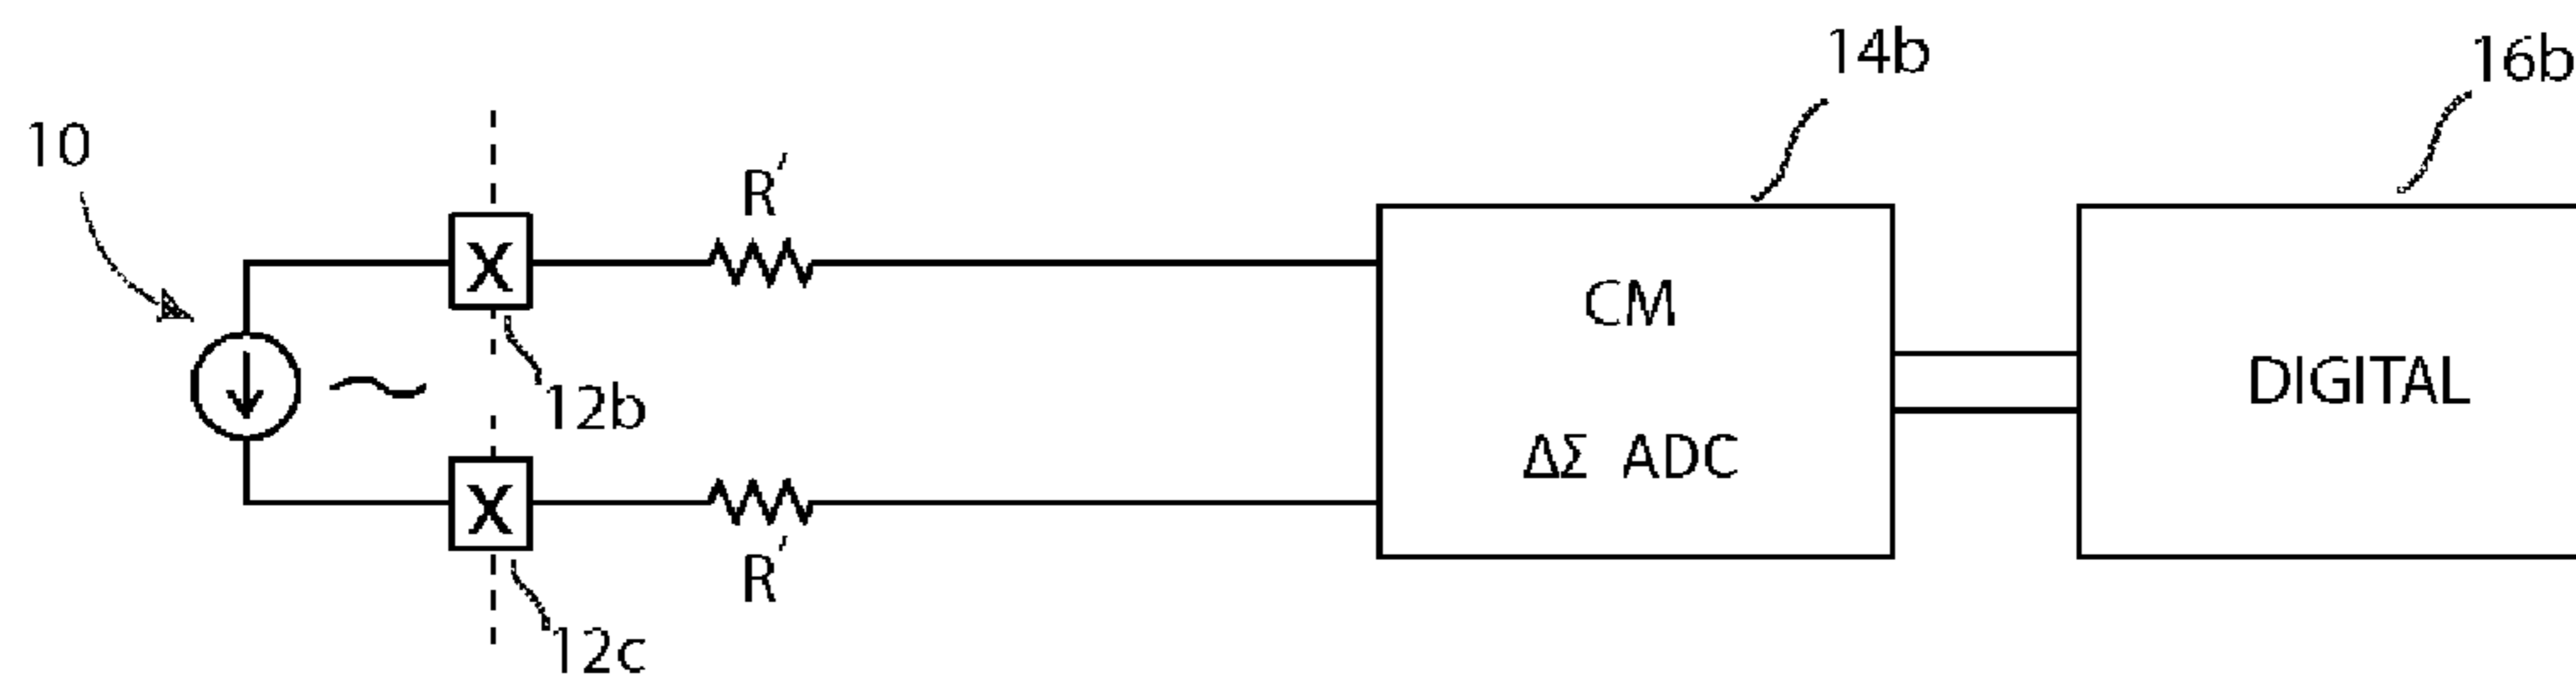 14b
16b
10
R′
X
CM
12b
DIGITAL
ΔΣ ADC
X
R′
12c